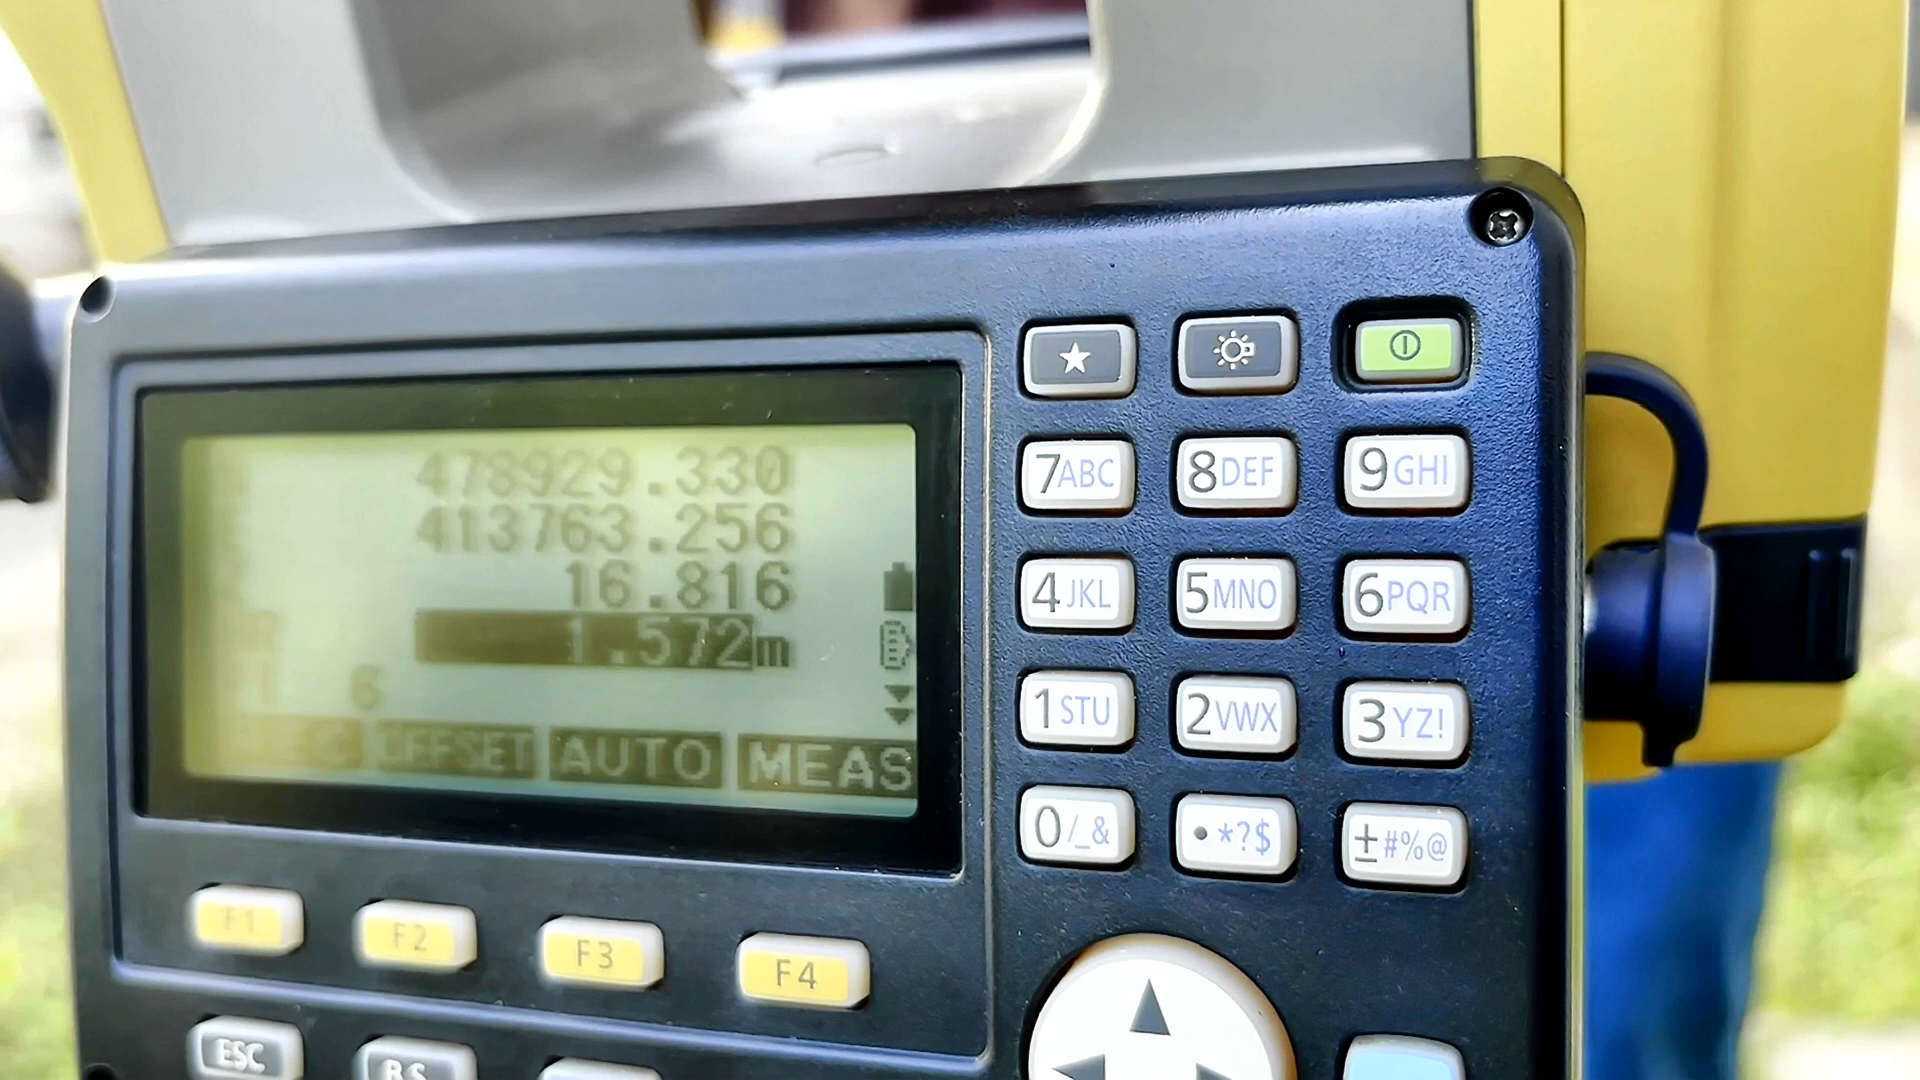 478929.330
413763.256
16.816
1.572m
6
OFFSET AUTO MEAS
7ABC 8DEF 9GHI
4JKL 5MNO 6PQR
1STU 2VWX 3YZ!
0/_& •*?$ ±#%@
F1 F2 F3 F4
ESC B.S.